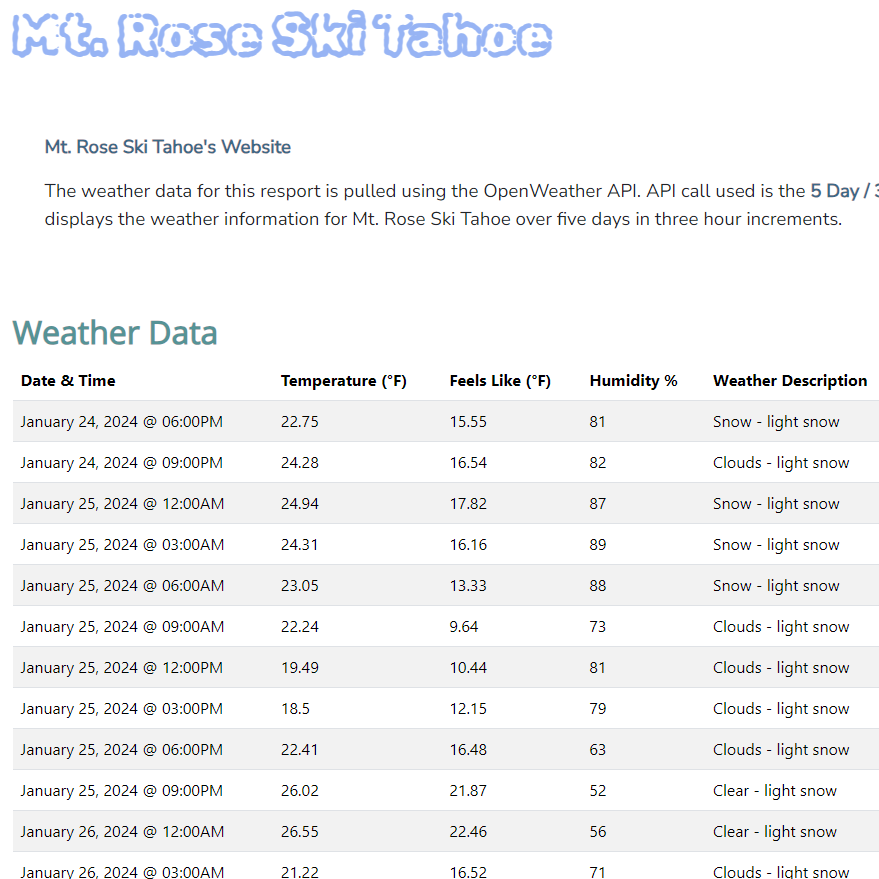 Mt. Rose Ski Tahoe
Mt. Rose Ski Tahoe's Website
The weather data for this resport is pulled using the OpenWeather API. API call used is the 5 Day / 3
displays the weather information for Mt. Rose Ski Tahoe over five days in three hour increments.
Weather Data
Date & Time Temperature (°F) Feels Like (°F) Humidity % Weather Description
January 24, 2024 @ 06:00PM 22.75 15.55 81 Snow - light snow
January 24, 2024 @ 09:00PM 24.28 16.54 82 Clouds - light snow
January 25, 2024 @ 12:00AM 24.94 17.82 87 Snow - light snow
January 25, 2024 @ 03:00AM 24.31 16.16 89 Snow - light snow
January 25, 2024 @ 06:00AM 23.05 13.33 88 Snow - light snow
January 25, 2024 @ 09:00AM 22.24 9.64 73 Clouds - light snow
January 25, 2024 @ 12:00PM 19.49 10.44 81 Clouds - light snow
January 25, 2024 @ 03:00PM 18.5 12.15 79 Clouds - light snow
January 25, 2024 @ 06:00PM 22.41 16.48 63 Clouds - light snow
January 25, 2024 @ 09:00PM 26.02 21.87 52 Clear - light snow
January 26, 2024 @ 12:00AM 26.55 22.46 56 Clear - light snow
January 26, 2024 @ 03:00AM 21.22 16.52 71 Clouds - light snow